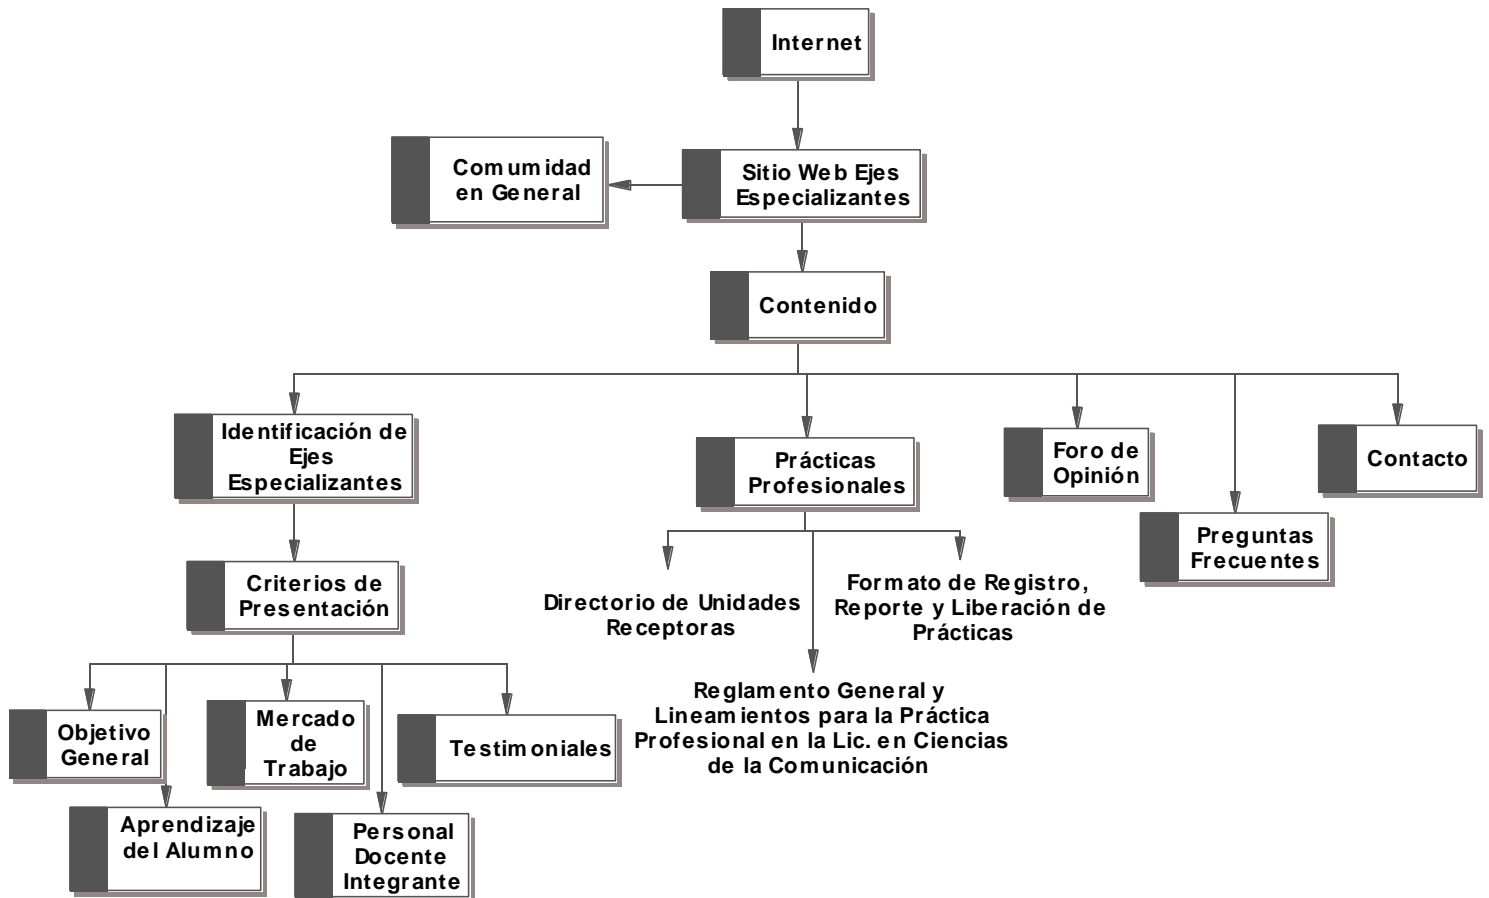 Internet
Comumidad
en General
Sitio Web Ejes
Especializantes
Contenido
Identificación de
Ejes
Especializantes
Prácticas
Profesionales
Foro de
Opinión
Contacto
Preguntas
Frecuentes
Criterios de
Presentación
Directorio de Unidades
Receptoras
Formato de Registro,
Reporte y Liberación de
Prácticas
Reglamento General y
Lineamientos para la Práctica
Profesional en la Lic. en Ciencias
de la Comunicación
Objetivo
General
Mercado
de
Trabajo
Testimoniales
Aprendizaje
del Alumno
Personal
Docente
Integrante